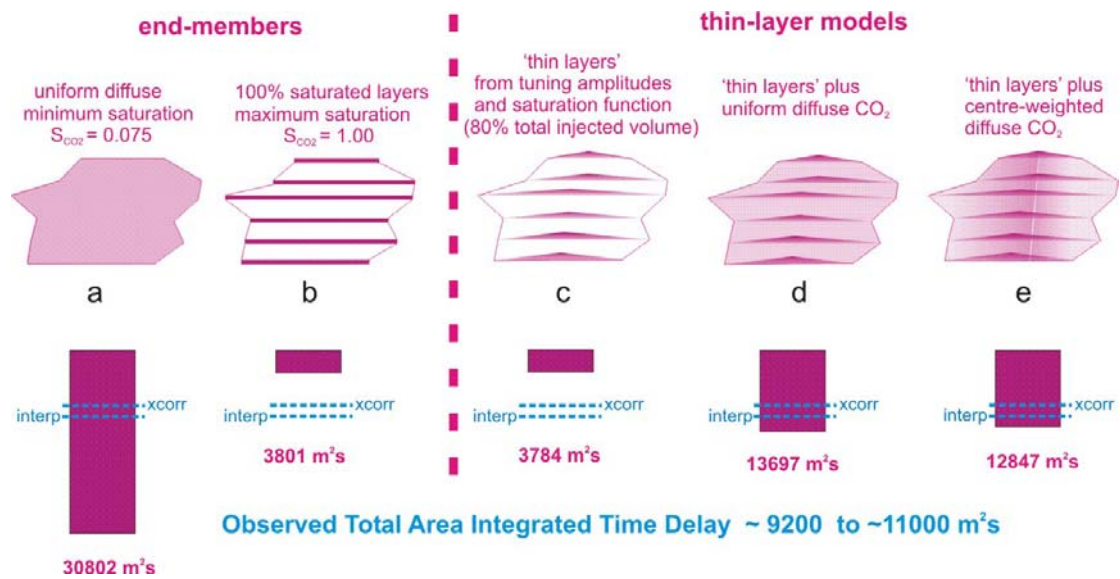 end-members
thin-layer models
uniform diffuse
minimum saturation
S_CO2 = 0.075
100% saturated layers
maximum saturation
S_CO2 = 1.00
‘thin layers’
from tuning amplitudes
and saturation function
(80% total injected volume)
‘thin layers’ plus
uniform diffuse CO₂
‘thin layers’ plus
centre-weighted
diffuse CO₂
a
b
c
d
e
interp xcorr
interp xcorr
interp xcorr
interp xcorr
interp xcorr
3801 m²s
3784 m²s
13697 m²s
12847 m²s
Observed Total Area Integrated Time Delay ~ 9200 to ~11000 m²s
30802 m²s